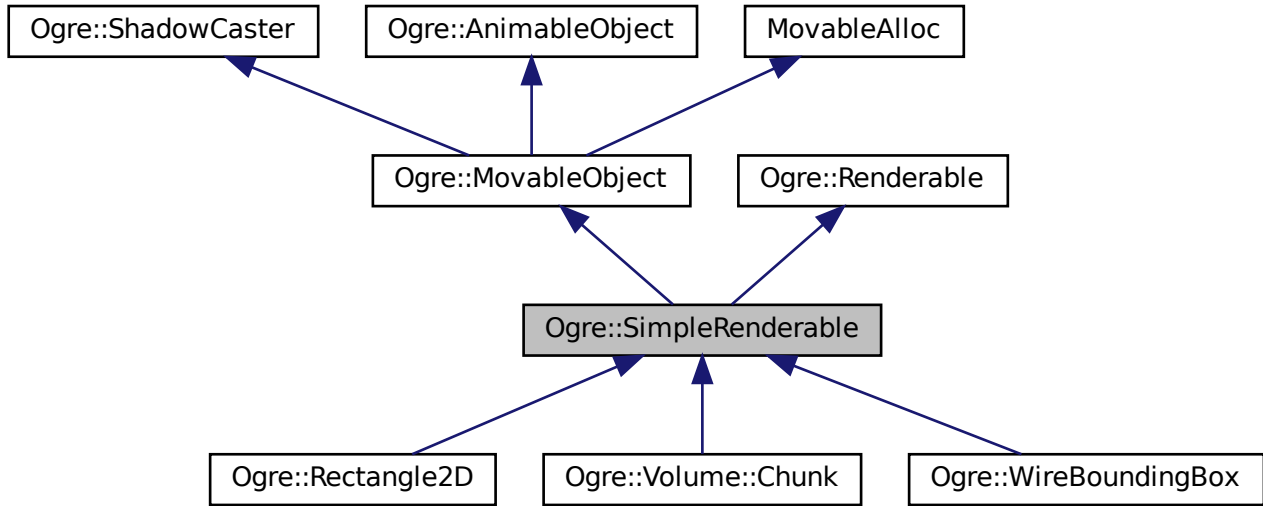 Ogre::ShadowCaster
Ogre::AnimableObject
MovableAlloc
Ogre::MovableObject
Ogre::Renderable
Ogre::SimpleRenderable
Ogre::Rectangle2D
Ogre::Volume::Chunk
Ogre::WireBoundingBox